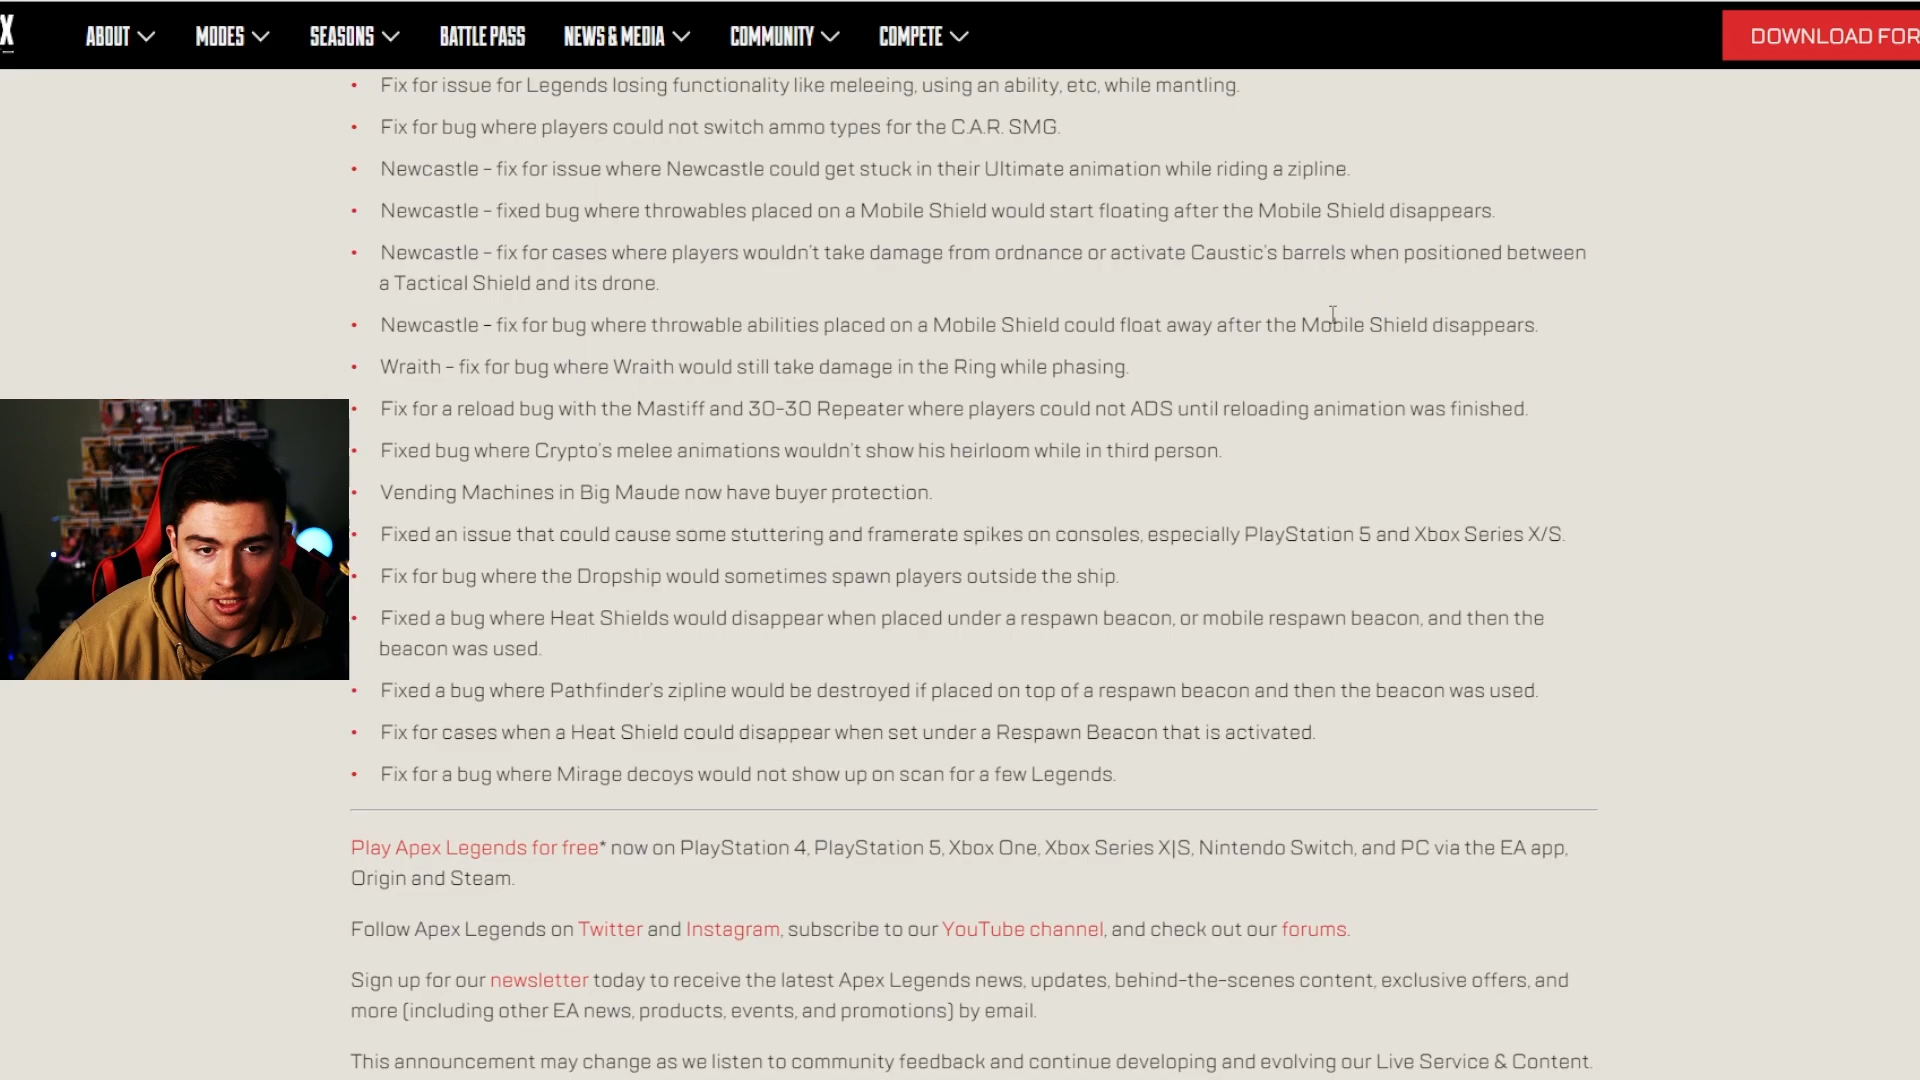 X ABOUT MODES SEASONS BATTLE PASS NEWS & MEDIA COMMUNITY COMPETE DOWNLOAD FOR
• Fix for issue for Legends losing functionality like meleeing, using an ability, etc, while mantling.
• Fix for bug where players could not switch ammo types for the C.A.R. SMG.
• Newcastle – fix for issue where Newcastle could get stuck in their Ultimate animation while riding a zipline.
• Newcastle – fixed bug where throwables placed on a Mobile Shield would start floating after the Mobile Shield disappears.
• Newcastle – fix for cases where players wouldn't take damage from ordnance or activate Caustic's barrels when positioned between
a Tactical Shield and its drone.
• Newcastle – fix for bug where throwable abilities placed on a Mobile Shield could float away after the Mobile Shield disappears.
• Wraith – fix for bug where Wraith would still take damage in the Ring while phasing.
• Fix for a reload bug with the Mastiff and 30-30 Repeater where players could not ADS until reloading animation was finished.
• Fixed bug where Crypto's melee animations wouldn't show his heirloom while in third person.
• Vending Machines in Big Maude now have buyer protection.
• Fixed an issue that could cause some stuttering and framerate spikes on consoles, especially PlayStation 5 and Xbox Series X/S.
• Fix for bug where the Dropship would sometimes spawn players outside the ship.
• Fixed a bug where Heat Shields would disappear when placed under a respawn beacon, or mobile respawn beacon, and then the
beacon was used.
• Fixed a bug where Pathfinder's zipline would be destroyed if placed on top of a respawn beacon and then the beacon was used.
• Fix for cases when a Heat Shield could disappear when set under a Respawn Beacon that is activated.
• Fix for a bug where Mirage decoys would not show up on scan for a few Legends.
Play Apex Legends for free* now on PlayStation 4, PlayStation 5, Xbox One, Xbox Series X|S, Nintendo Switch, and PC via the EA app,
Origin and Steam.
Follow Apex Legends on Twitter and Instagram, subscribe to our YouTube channel, and check out our forums.
Sign up for our newsletter today to receive the latest Apex Legends news, updates, behind-the-scenes content, exclusive offers, and
more (including other EA news, products, events, and promotions) by email.
This announcement may change as we listen to community feedback and continue developing and evolving our Live Service & Content.